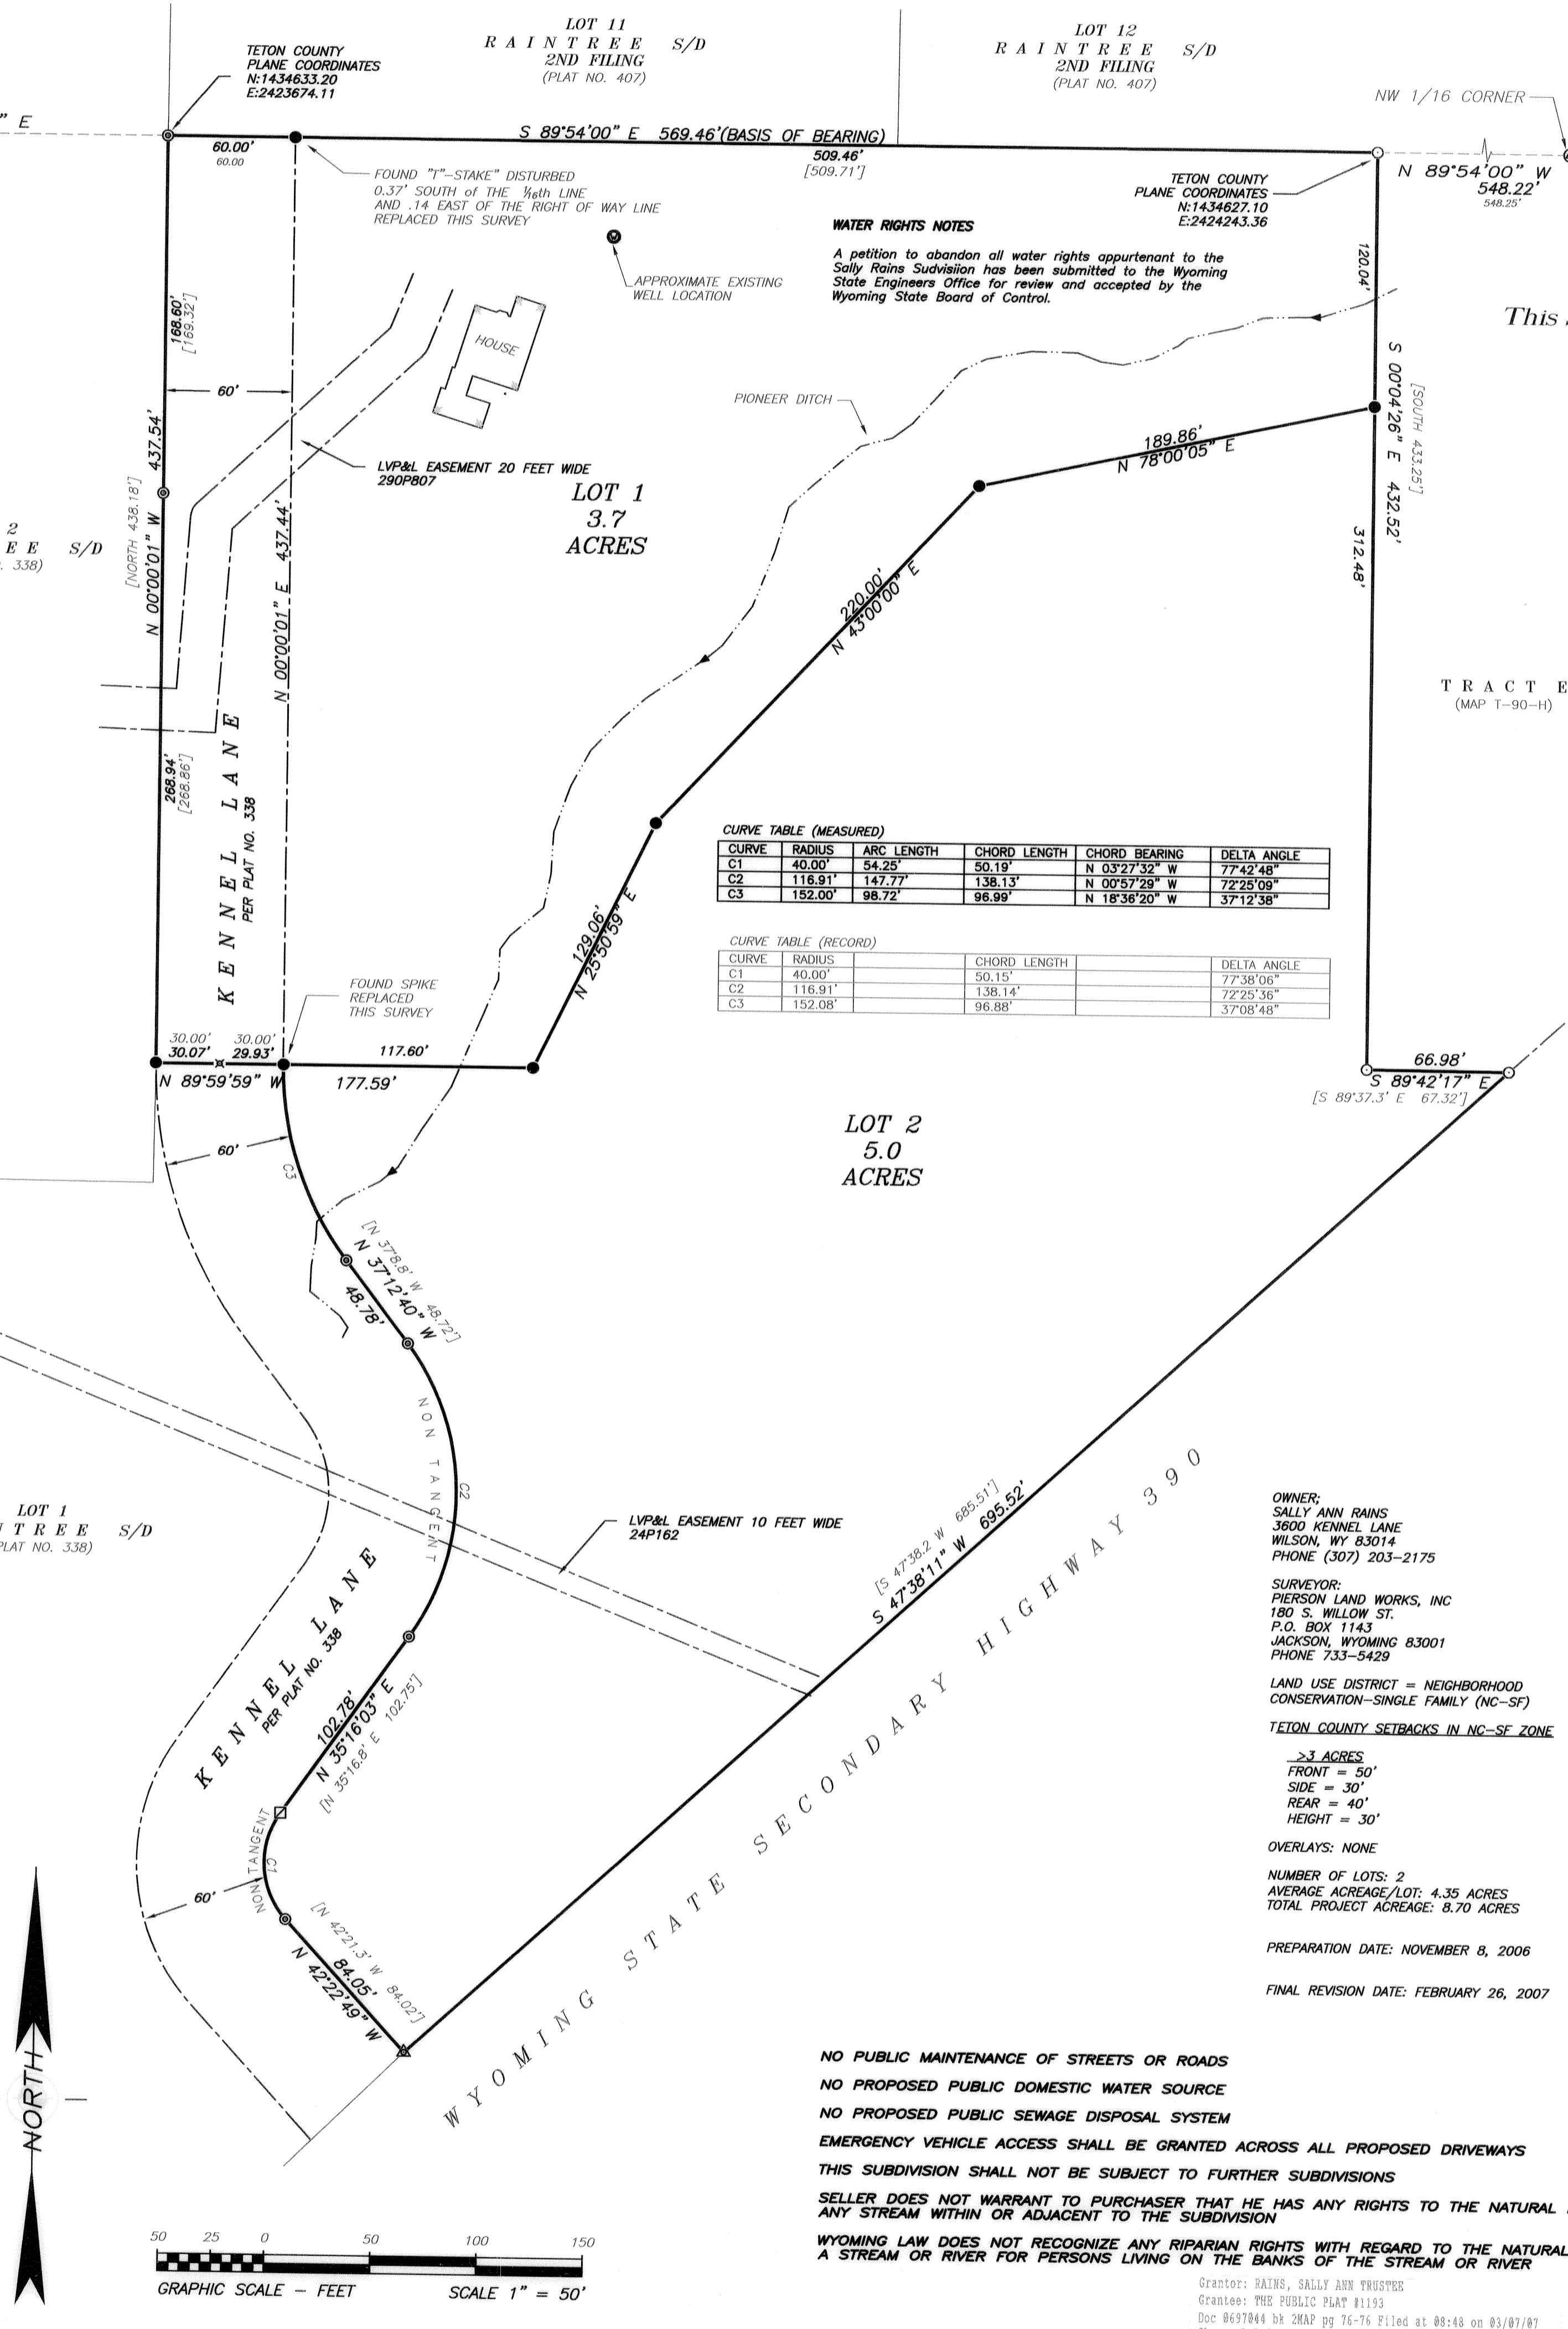 LOT 11
R A I N T R E E S/D
2ND FILING
(PLAT NO. 407)
LOT 12
R A I N T R E E S/D
2ND FILING
(PLAT NO. 407)
TETON COUNTY
PLANE COORDINATES
N:1434633.20
E:2423674.11
NW 1/16 CORNER
" E
S 89°54'00" E 569.46'(BASIS OF BEARING)
60.00'
60.00
509.46'
[509.71']
N 89°54'00" W
548.22'
548.25'
FOUND "T"-STAKE" DISTURBED
0.37' SOUTH of THE 1/16th LINE
AND .14 EAST OF THE RIGHT OF WAY LINE
REPLACED THIS SURVEY
TETON COUNTY
PLANE COORDINATES
N:1434627.10
E:2424243.36
WATER RIGHTS NOTES
A petition to abandon all water rights appurtenant to the
Sally Rains Sudvisiion has been submitted to the Wyoming
State Engineers Office for review and accepted by the
Wyoming State Board of Control.
APPROXIMATE EXISTING
WELL LOCATION
120.04'
This
168.60'
[169.32']
HOUSE
60'
PIONEER DITCH
S 00°04'26" E 432.52'
[SOUTH 433.25']
189.86'
N 78°00'05" E
N 00°00'01" W 437.54'
[NORTH 438.18']
LVP&L EASEMENT 20 FEET WIDE
290P807
LOT 1
3.7
ACRES
N 00°00'01" E 437.44'
2
E E S/D
. 338)
312.48'
220.00'
N 43°00'00" E
T R A C T E
(MAP T-90-H)
268.94'
[268.86']
K E N N E L L A N E
PER PLAT NO. 338
CURVE TABLE (MEASURED)
CURVE RADIUS ARC LENGTH CHORD LENGTH CHORD BEARING DELTA ANGLE
C1 40.00' 54.25' 50.19' N 03°27'32" W 77°42'48"
C2 116.91' 147.77' 138.13' N 00°57'29" W 72°25'09"
C3 152.00' 98.72' 96.99' N 18°36'20" W 37°12'38"
129.06'
N 25°50'59" E
CURVE TABLE (RECORD)
CURVE RADIUS CHORD LENGTH DELTA ANGLE
C1 40.00' 50.15' 77°38'06"
C2 116.91' 138.14' 72°25'36"
C3 152.08' 96.88' 37°08'48"
FOUND SPIKE
REPLACED
THIS SURVEY
30.00' 30.00'
30.07' 29.93'
117.60'
N 89°59'59" W 177.59'
66.98'
S 89°42'17" E
[S 89°37.3' E 67.32']
LOT 2
5.0
ACRES
60'
C3
[N 37°8.8' W 48.72']
N 37°12'40" W
48.78'
NON TANGENT
C2
LOT 1
N T R E E S/D
PLAT NO. 338)
LVP&L EASEMENT 10 FEET WIDE
24P162
[S 47°38.2 W 685.51']
S 47°38'11" W 695.52'
W Y O M I N G S T A T E S E C O N D A R Y H I G H W A Y 3 9 0
K E N N E L L A N E
PER PLAT NO. 338
102.78'
N 35°16'03" E
[N 35°16.8' E 102.75']
NON TANGENT
C1
60'
[N 42°21.3' W 84.02']
84.05'
N 42°22'49" W
OWNER;
SALLY ANN RAINS
3600 KENNEL LANE
WILSON, WY 83014
PHONE (307) 203-2175
SURVEYOR:
PIERSON LAND WORKS, INC
180 S. WILLOW ST.
P.O. BOX 1143
JACKSON, WYOMING 83001
PHONE 733-5429
LAND USE DISTRICT = NEIGHBORHOOD
CONSERVATION-SINGLE FAMILY (NC-SF)
TETON COUNTY SETBACKS IN NC-SF ZONE
>3 ACRES
FRONT = 50'
SIDE = 30'
REAR = 40'
HEIGHT = 30'
OVERLAYS: NONE
NUMBER OF LOTS: 2
AVERAGE ACREAGE/LOT: 4.35 ACRES
TOTAL PROJECT ACREAGE: 8.70 ACRES
PREPARATION DATE: NOVEMBER 8, 2006
FINAL REVISION DATE: FEBRUARY 26, 2007
NORTH
NO PUBLIC MAINTENANCE OF STREETS OR ROADS
NO PROPOSED PUBLIC DOMESTIC WATER SOURCE
NO PROPOSED PUBLIC SEWAGE DISPOSAL SYSTEM
EMERGENCY VEHICLE ACCESS SHALL BE GRANTED ACROSS ALL PROPOSED DRIVEWAYS
THIS SUBDIVISION SHALL NOT BE SUBJECT TO FURTHER SUBDIVISIONS
SELLER DOES NOT WARRANT TO PURCHASER THAT HE HAS ANY RIGHTS TO THE NATURAL
ANY STREAM WITHIN OR ADJACENT TO THE SUBDIVISION
WYOMING LAW DOES NOT RECOGNIZE ANY RIPARIAN RIGHTS WITH REGARD TO THE NATURAL
A STREAM OR RIVER FOR PERSONS LIVING ON THE BANKS OF THE STREAM OR RIVER
50 25 0 50 100 150
GRAPHIC SCALE - FEET SCALE 1" = 50'
Grantor: RAINS, SALLY ANN TRUSTEE
Grantee: THE PUBLIC PLAT #1193
Doc 0697044 bk 2MAP pg 76-76 Filed at 08:48 on 03/07/07